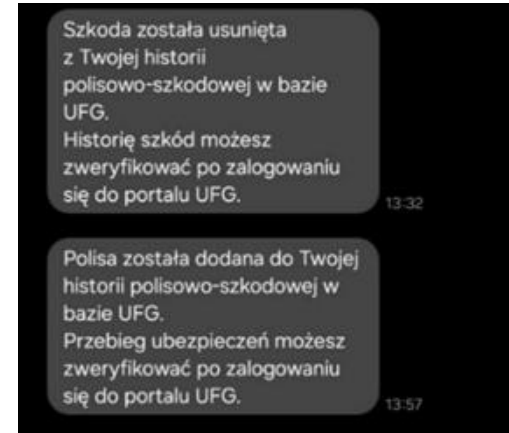 Szkoda została usunięta
z Twojej historii
polisowo-szkodowej w bazie
UFG.
Historię szkód możesz
zweryfikować po zalogowaniu
się do portalu UFG.
13:32
Polisa została dodana do Twojej
historii polisowo-szkodowej w
bazie UFG.
Przebieg ubezpieczeń możesz
zweryfikować po zalogowaniu
się do portalu UFG.
13:57